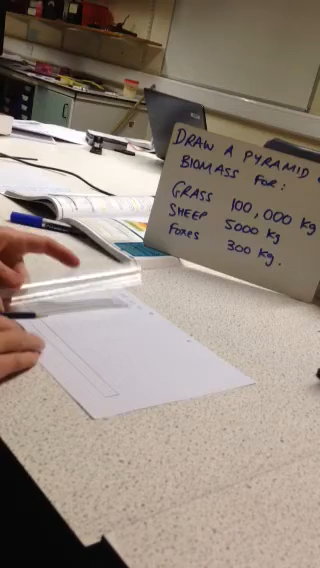 DRAW A PYRAMID
BIOMASS FOR:
GRASS 100,000 Kg
SHEEP 5000 Kg
FOXES 300 Kg.